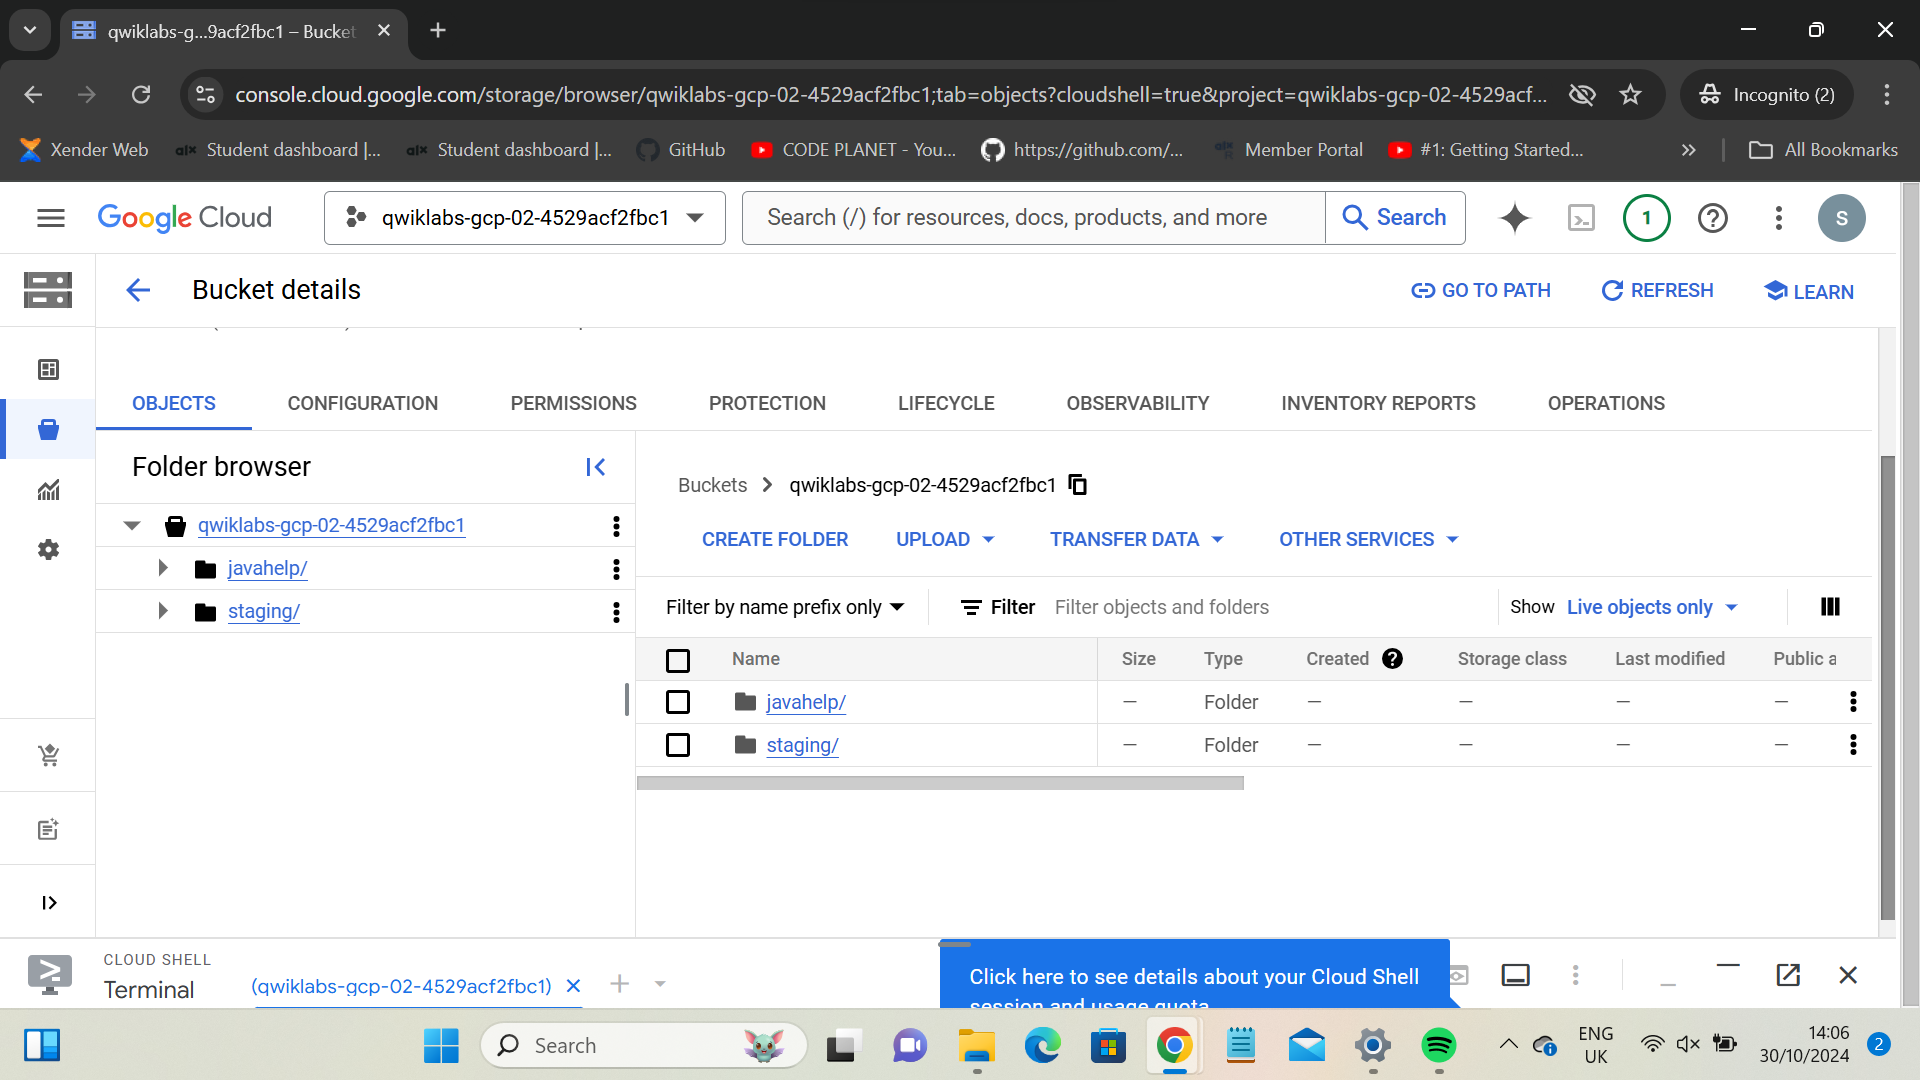 qwiklabs-g...9acf2fbc1 – Bucket
console.cloud.google.com/storage/browser/qwiklabs-gcp-02-4529acf2fbc1;tab=objects?cloudshell=true&project=qwiklabs-gcp-02-4529acf...
Incognito (2)
Xender Web
Student dashboard |...
Student dashboard |...
GitHub
CODE PLANET - You...
https://github.com/...
Member Portal
#1: Getting Started...
All Bookmarks
Google Cloud
qwiklabs-gcp-02-4529acf2fbc1
Search (/) for resources, docs, products, and more
Search
1
S
Bucket details
GO TO PATH
REFRESH
LEARN
OBJECTS
CONFIGURATION
PERMISSIONS
PROTECTION
LIFECYCLE
OBSERVABILITY
INVENTORY REPORTS
OPERATIONS
Folder browser
qwiklabs-gcp-02-4529acf2fbc1
javahelp/
staging/
Buckets > qwiklabs-gcp-02-4529acf2fbc1
CREATE FOLDER
UPLOAD
TRANSFER DATA
OTHER SERVICES
Filter by name prefix only
Filter
Filter objects and folders
Show
Live objects only
Name Size Type Created Storage class Last modified Public a
javahelp/ — Folder — — — —
staging/ — Folder — — — —
CLOUD SHELL
Terminal
(qwiklabs-gcp-02-4529acf2fbc1)
Click here to see details about your Cloud Shell
session and usage quota
Search
ENG
UK
14:06
30/10/2024
2